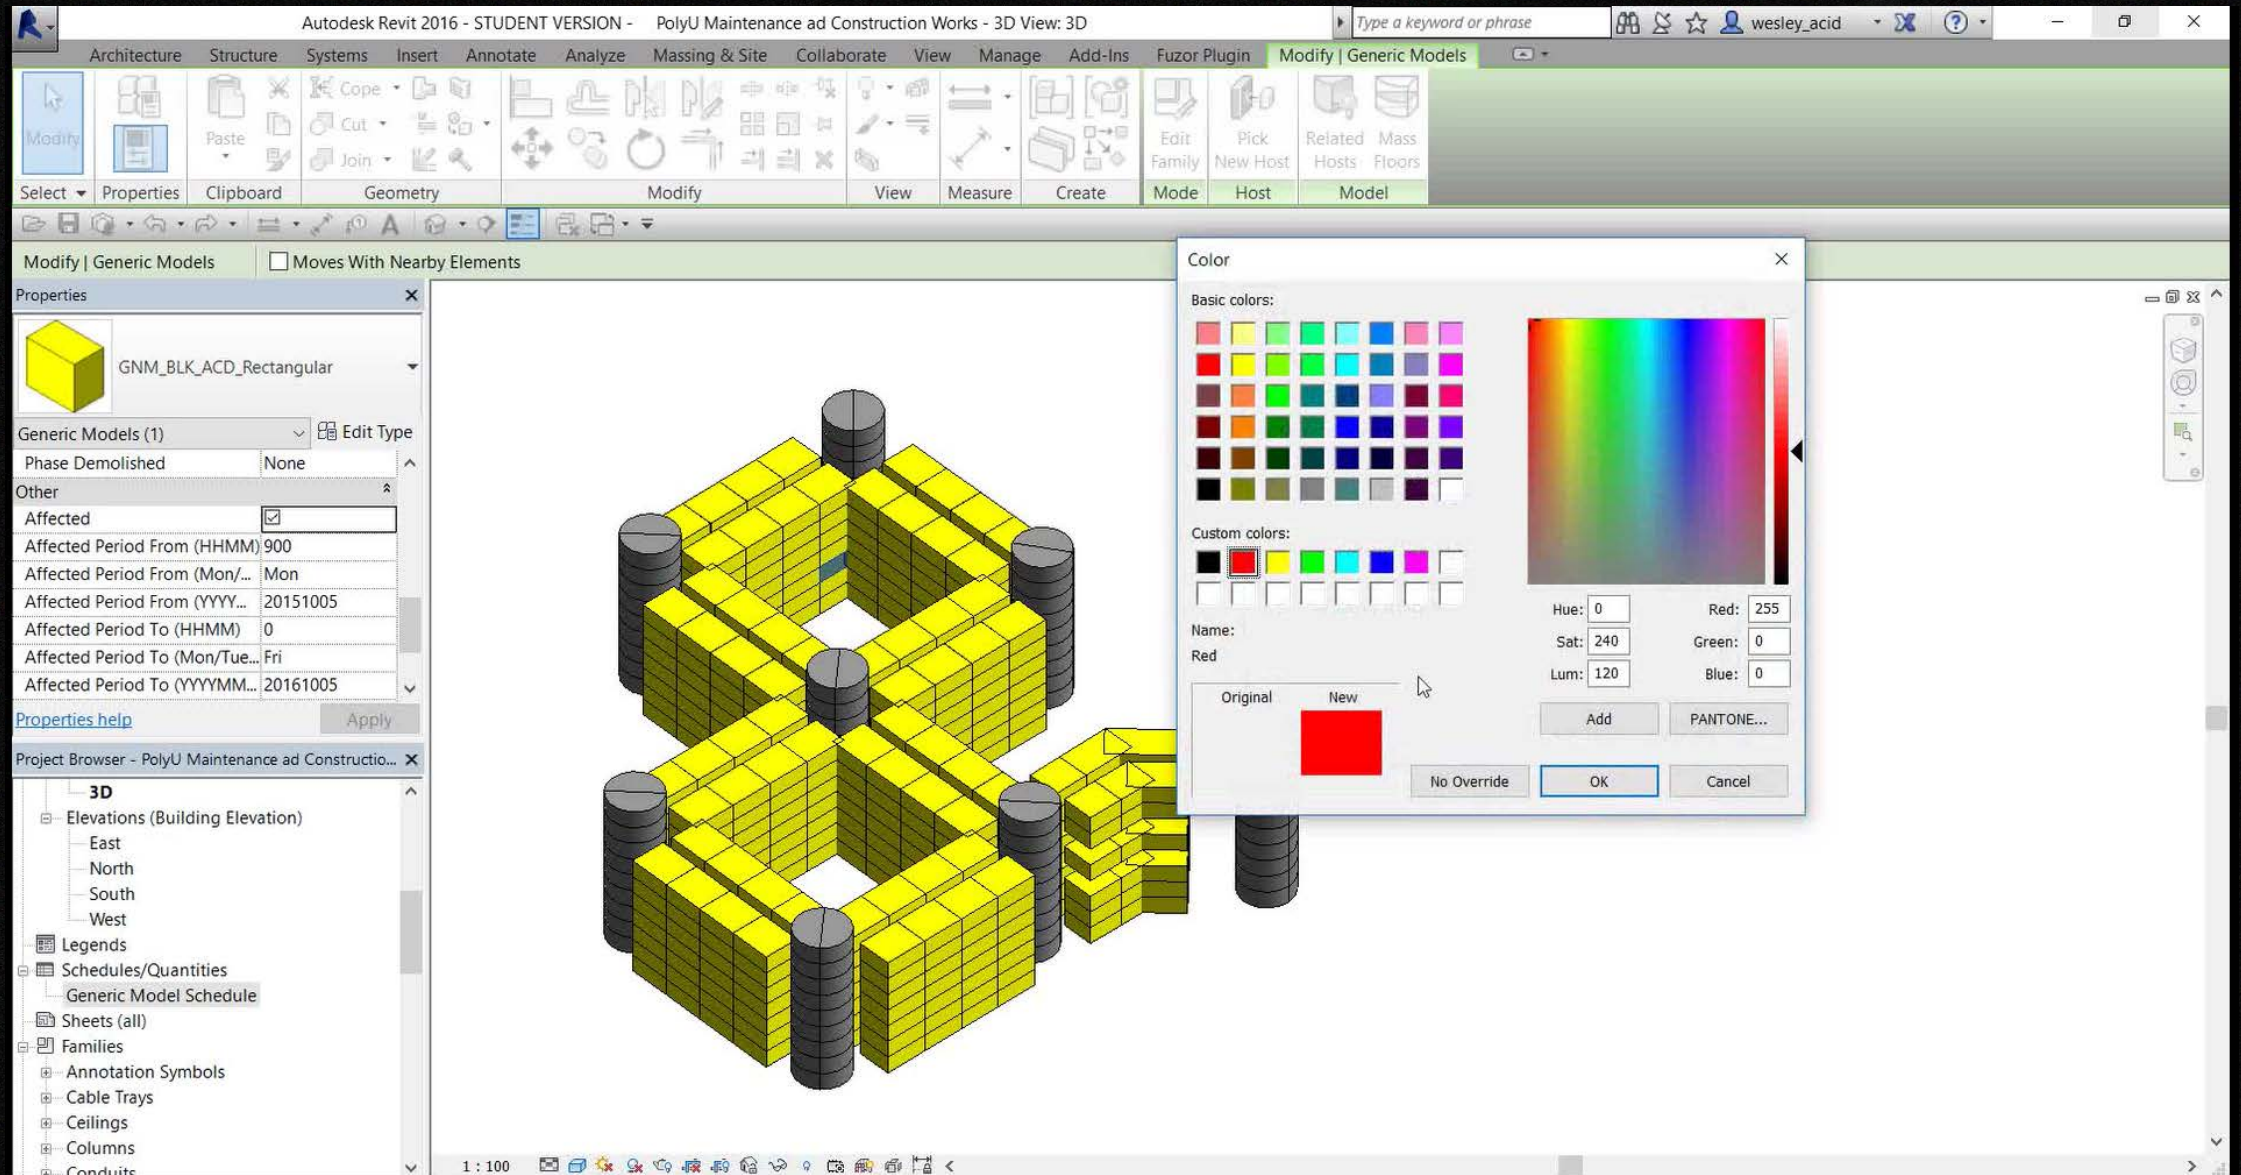 Autodesk Revit 2016 - STUDENT VERSION - PolyU Maintenance ad Construction Works - 3D View: 3D
Type a keyword or phrase
wesley_acid
Architecture Structure Systems Insert Annotate Analyze Massing & Site Collaborate View Manage Add-Ins Fuzor Plugin Modify | Generic Models
Modify
Paste
Cope
Cut
Join
Edit Family
Pick New Host
Related Hosts
Mass Floors
Select Properties Clipboard Geometry Modify View Measure Create Mode Host Model
Modify | Generic Models Moves With Nearby Elements
Properties
GNM_BLK_ACD_Rectangular
Generic Models (1) Edit Type
Phase Demolished None
Other
Affected
Affected Period From (HHMM) 900
Affected Period From (Mon/... Mon
Affected Period From (YYYY... 20151005
Affected Period To (HHMM) 0
Affected Period To (Mon/Tue... Fri
Affected Period To (YYYYMM... 20161005
Properties help Apply
Project Browser - PolyU Maintenance ad Constructio...
3D
Elevations (Building Elevation)
East
North
South
West
Legends
Schedules/Quantities
Generic Model Schedule
Sheets (all)
Families
Annotation Symbols
Cable Trays
Ceilings
Columns
Conduits
1 : 100
Color
Basic colors:
Custom colors:
Name:
Red
Original New
Hue: 0 Red: 255
Sat: 240 Green: 0
Lum: 120 Blue: 0
Add PANTONE...
No Override OK Cancel